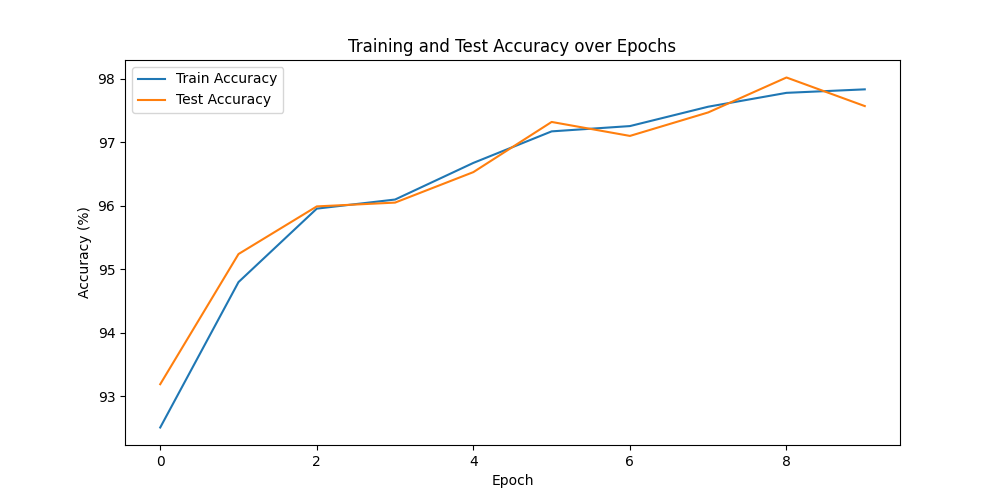 Training and Test Accuracy over Epochs
Train Accuracy
Test Accuracy
98
97
96
95
94
93
Accuracy (%)
0 2 4 6 8
Epoch